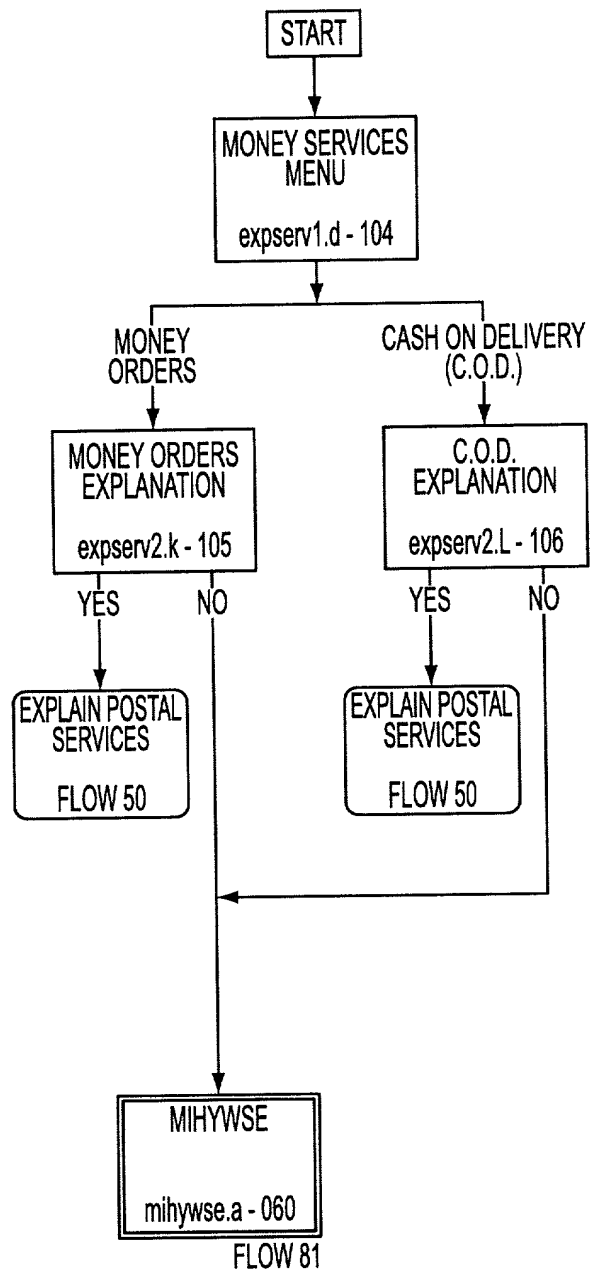 START
MONEY SERVICES
MENU
expserv1.d - 104
MONEY
ORDERS
CASH ON DELIVERY
(C.O.D.)
MONEY ORDERS
EXPLANATION
expserv2.k - 105
C.O.D.
EXPLANATION
expserv2.L - 106
YES
NO
YES
NO
EXPLAIN POSTAL
SERVICES
FLOW 50
EXPLAIN POSTAL
SERVICES
FLOW 50
MIHYWSE
mihywse.a - 060
FLOW 81